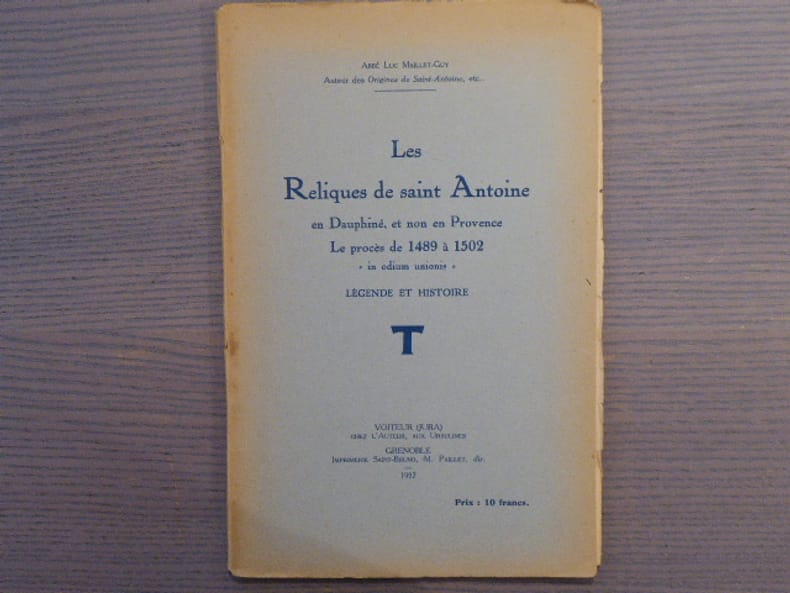 Abbé Luc Maillet-Guy
Auteur des Origines de Saint-Antoine, etc..
Les
Reliques de saint Antoine
en Dauphiné, et non en Provence
Le procès de 1489 à 1502
« in odium unionis »
LÉGENDE ET HISTOIRE
T
VOITEUR (JURA)
chez l'Auteur, aux Ursulines
GRENOBLE
Imprimerie Saint-Bruno, M. Paillet, dir.
1937
Prix : 10 francs.